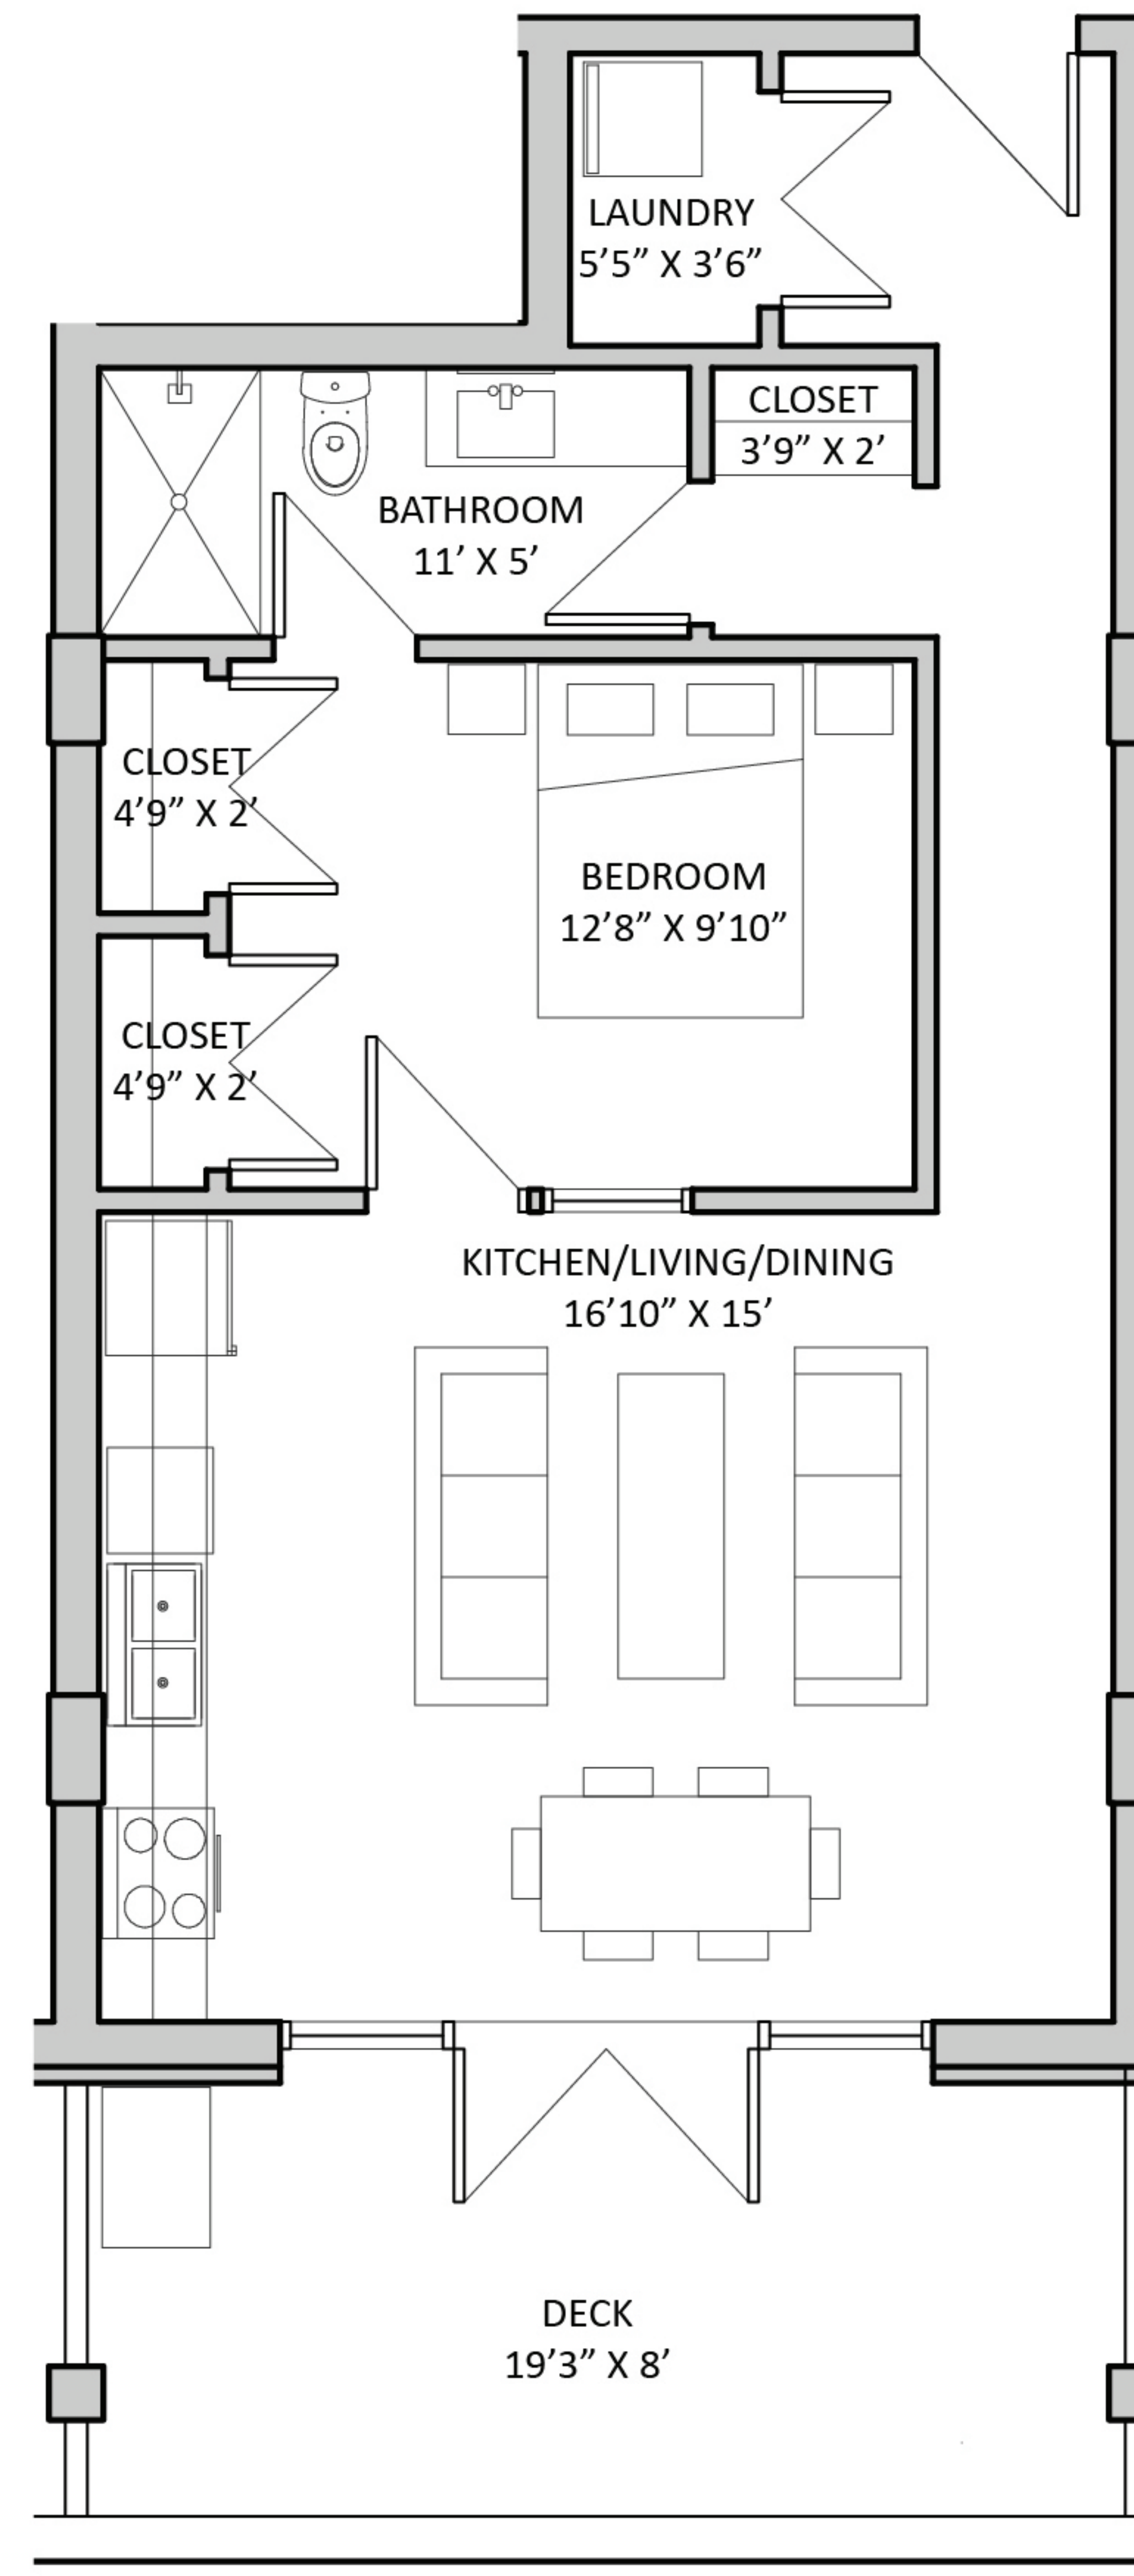 LAUNDRY
5’5” X 3’6”
CLOSET
3’9” X 2’
BATHROOM
11’ X 5’
CLOSET
4’9” X 2’
BEDROOM
12’8” X 9’10”
CLOSET
4’9” X 2’
KITCHEN/LIVING/DINING
16’10” X 15’
DECK
19’3” X 8’